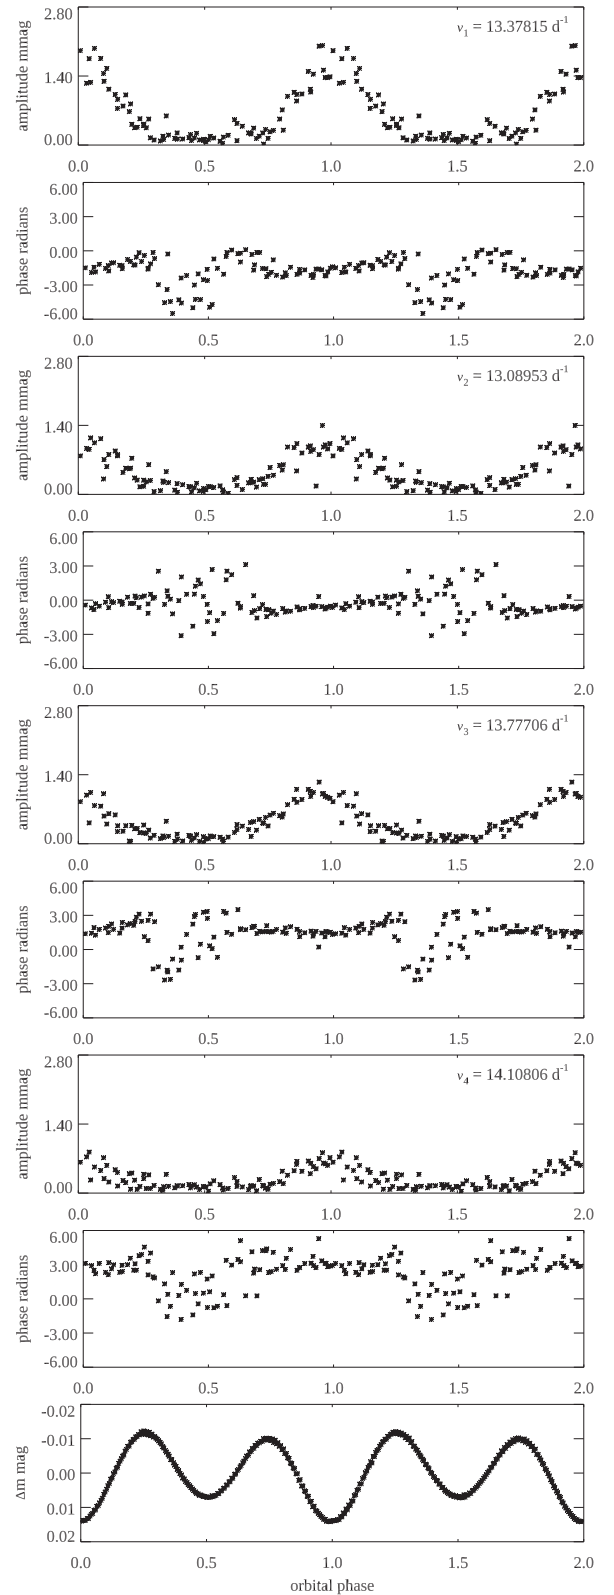 2.80
ν1 = 13.37815 d-1
amplitude mmag
1.40
0.00
0.0 0.5 1.0 1.5 2.0
6.00
3.00
phase radians
0.00
-3.00
-6.00
0.0 0.5 1.0 1.5 2.0
2.80
ν2 = 13.08953 d-1
amplitude mmag
1.40
0.00
0.0 0.5 1.0 1.5 2.0
6.00
3.00
phase radians
0.00
-3.00
-6.00
0.0 0.5 1.0 1.5 2.0
2.80
ν3 = 13.77706 d-1
amplitude mmag
1.40
0.00
0.0 0.5 1.0 1.5 2.0
6.00
3.00
phase radians
0.00
-3.00
-6.00
0.0 0.5 1.0 1.5 2.0
2.80
ν4 = 14.10806 d-1
amplitude mmag
1.40
0.00
0.0 0.5 1.0 1.5 2.0
6.00
3.00
phase radians
0.00
-3.00
-6.00
0.0 0.5 1.0 1.5 2.0
-0.02
-0.01
Δm mag
0.00
0.01
0.02
0.0 0.5 1.0 1.5 2.0
orbital phase